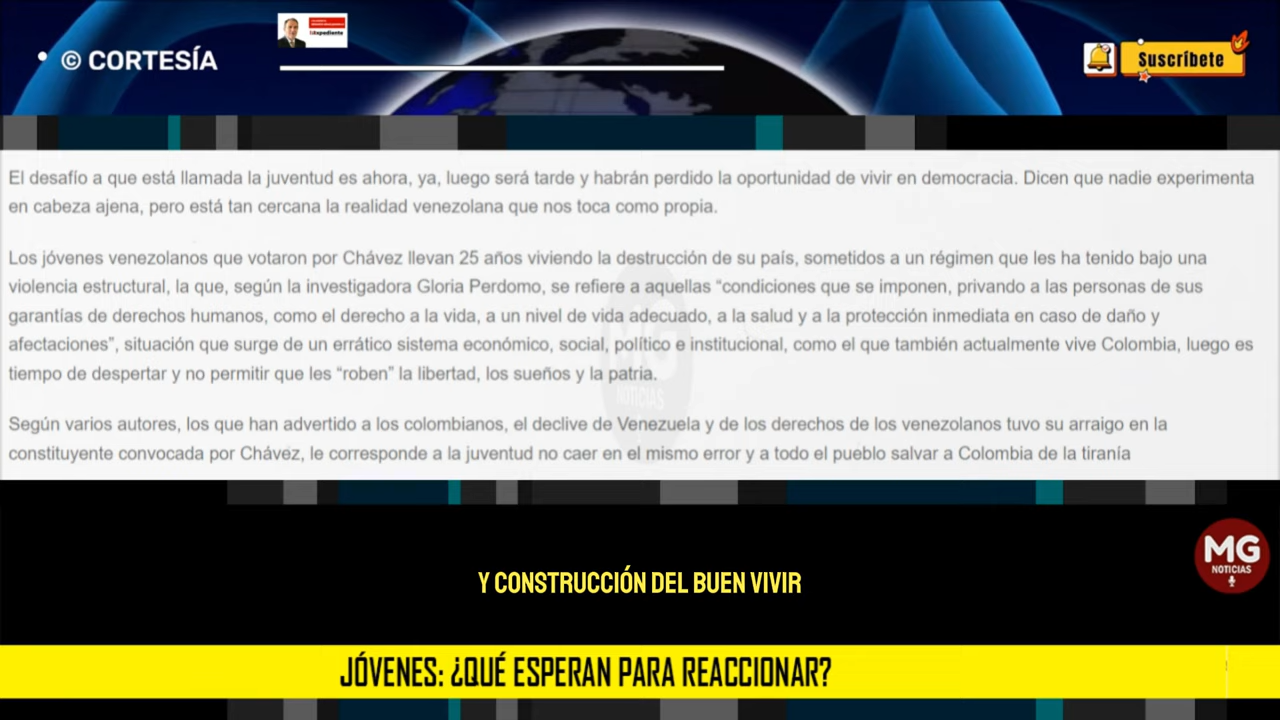 © CORTESÍA
Expediente
Suscríbete
El desafío a que está llamada la juventud es ahora, ya, luego será tarde y habrán perdido la oportunidad de vivir en democracia. Dicen que nadie experimenta
en cabeza ajena, pero está tan cercana la realidad venezolana que nos toca como propia.
Los jóvenes venezolanos que votaron por Chávez llevan 25 años viviendo la destrucción de su país, sometidos a un régimen que les ha tenido bajo una
violencia estructural, la que, según la investigadora Gloria Perdomo, se refiere a aquellas “condiciones que se imponen, privando a las personas de sus
garantías de derechos humanos, como el derecho a la vida, a un nivel de vida adecuado, a la salud y a la protección inmediata en caso de daño y
afectaciones”, situación que surge de un errático sistema económico, social, político e institucional, como el que también actualmente vive Colombia, luego es
tiempo de despertar y no permitir que les “roben” la libertad, los sueños y la patria.
Según varios autores, los que han advertido a los colombianos, el declive de Venezuela y de los derechos de los venezolanos tuvo su arraigo en la
constituyente convocada por Chávez, le corresponde a la juventud no caer en el mismo error y a todo el pueblo salvar a Colombia de la tiranía
MG
NOTICIAS
MG
NOTICIAS
Y CONSTRUCCIÓN DEL BUEN VIVIR
JÓVENES: ¿QUÉ ESPERAN PARA REACCIONAR?